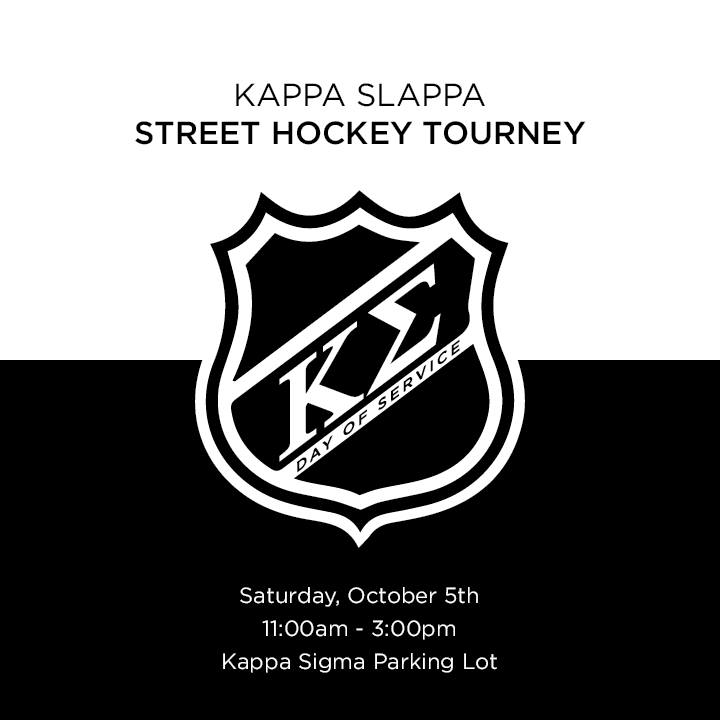 KAPPA SLAPPA
STREET HOCKEY TOURNEY
ΚΣ
DAY OF SERVICE
Saturday, October 5th
11:00am - 3:00pm
Kappa Sigma Parking Lot